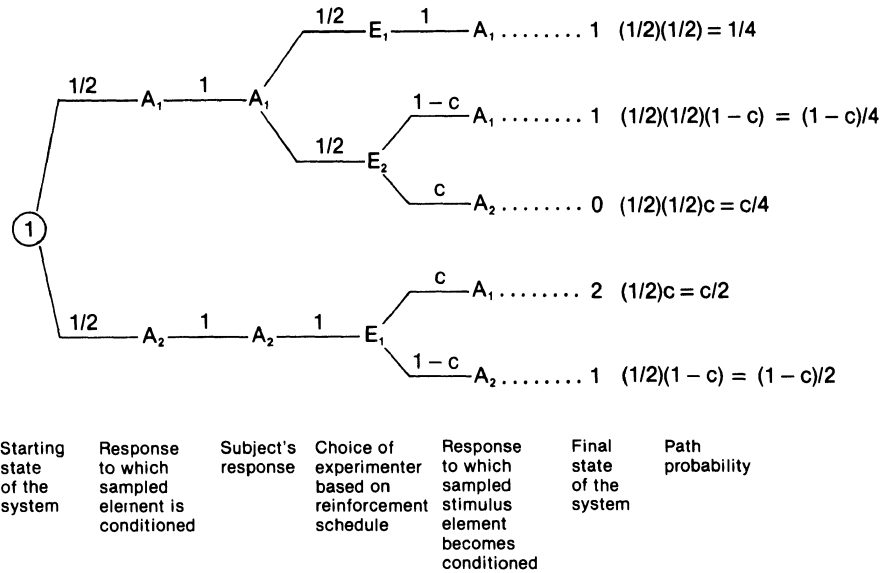 1/2 E₁ 1 A₁ ........ 1 (1/2)(1/2) = 1/4
1/2 A₁ 1 A₁
1 – c A₁ ........ 1 (1/2)(1/2)(1 – c) = (1 – c)/4
1/2 E₂
c A₂ ........ 0 (1/2)(1/2)c = c/4
1
c A₁ ........ 2 (1/2)c = c/2
1/2 A₂ 1 A₂ 1 E₁
1 – c A₂ ........ 1 (1/2)(1 – c) = (1 – c)/2
Starting
state
of the
system
Response
to which
sampled
element is
conditioned
Subject's
response
Choice of
experimenter
based on
reinforcement
schedule
Response
to which
sampled
stimulus
element
becomes
conditioned
Final
state
of the
system
Path
probability